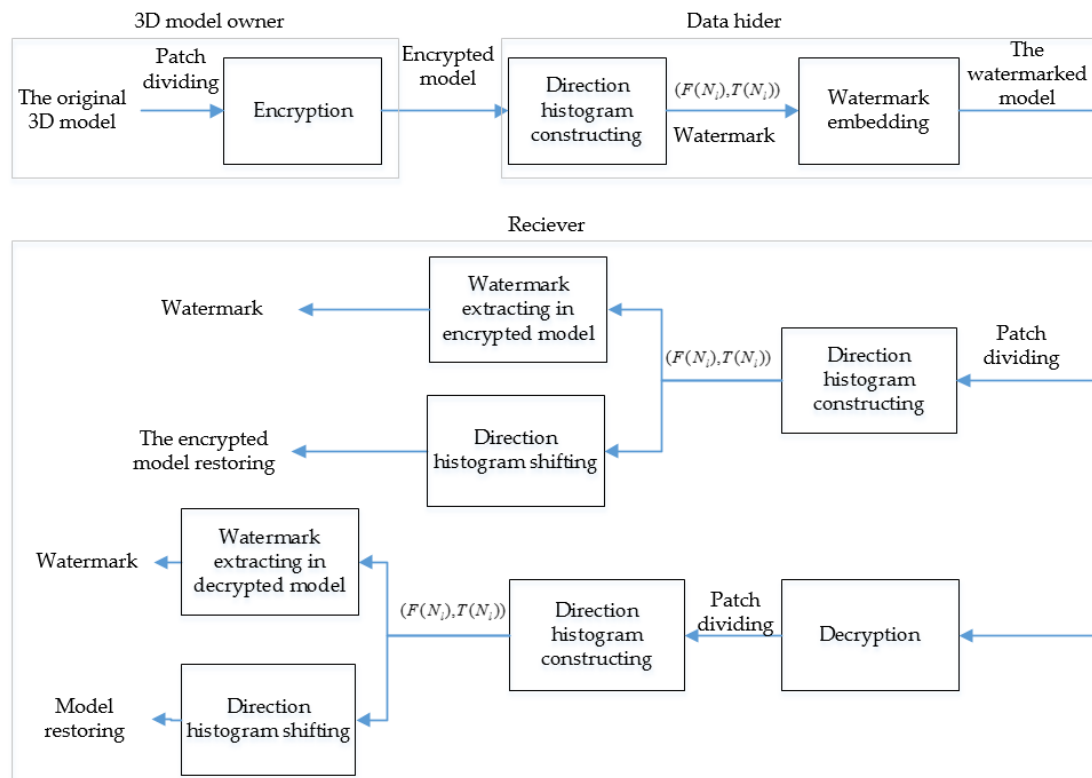 3D model owner
Data hider
The original
3D model
Patch
dividing
Encryption
Encrypted
model
Direction
histogram
constructing
(F(N_i),T(N_i))
Watermark
Watermark
embedding
The
watermarked
model
Reciever
Watermark
Watermark
extracting in
encrypted model
(F(N_i),T(N_i))
Direction
histogram
constructing
Patch
dividing
The encrypted
model restoring
Direction
histogram shifting
Watermark
Watermark
extracting in
decrypted model
(F(N_i),T(N_i))
Direction
histogram
constructing
Patch
dividing
Decryption
Model
restoring
Direction
histogram shifting